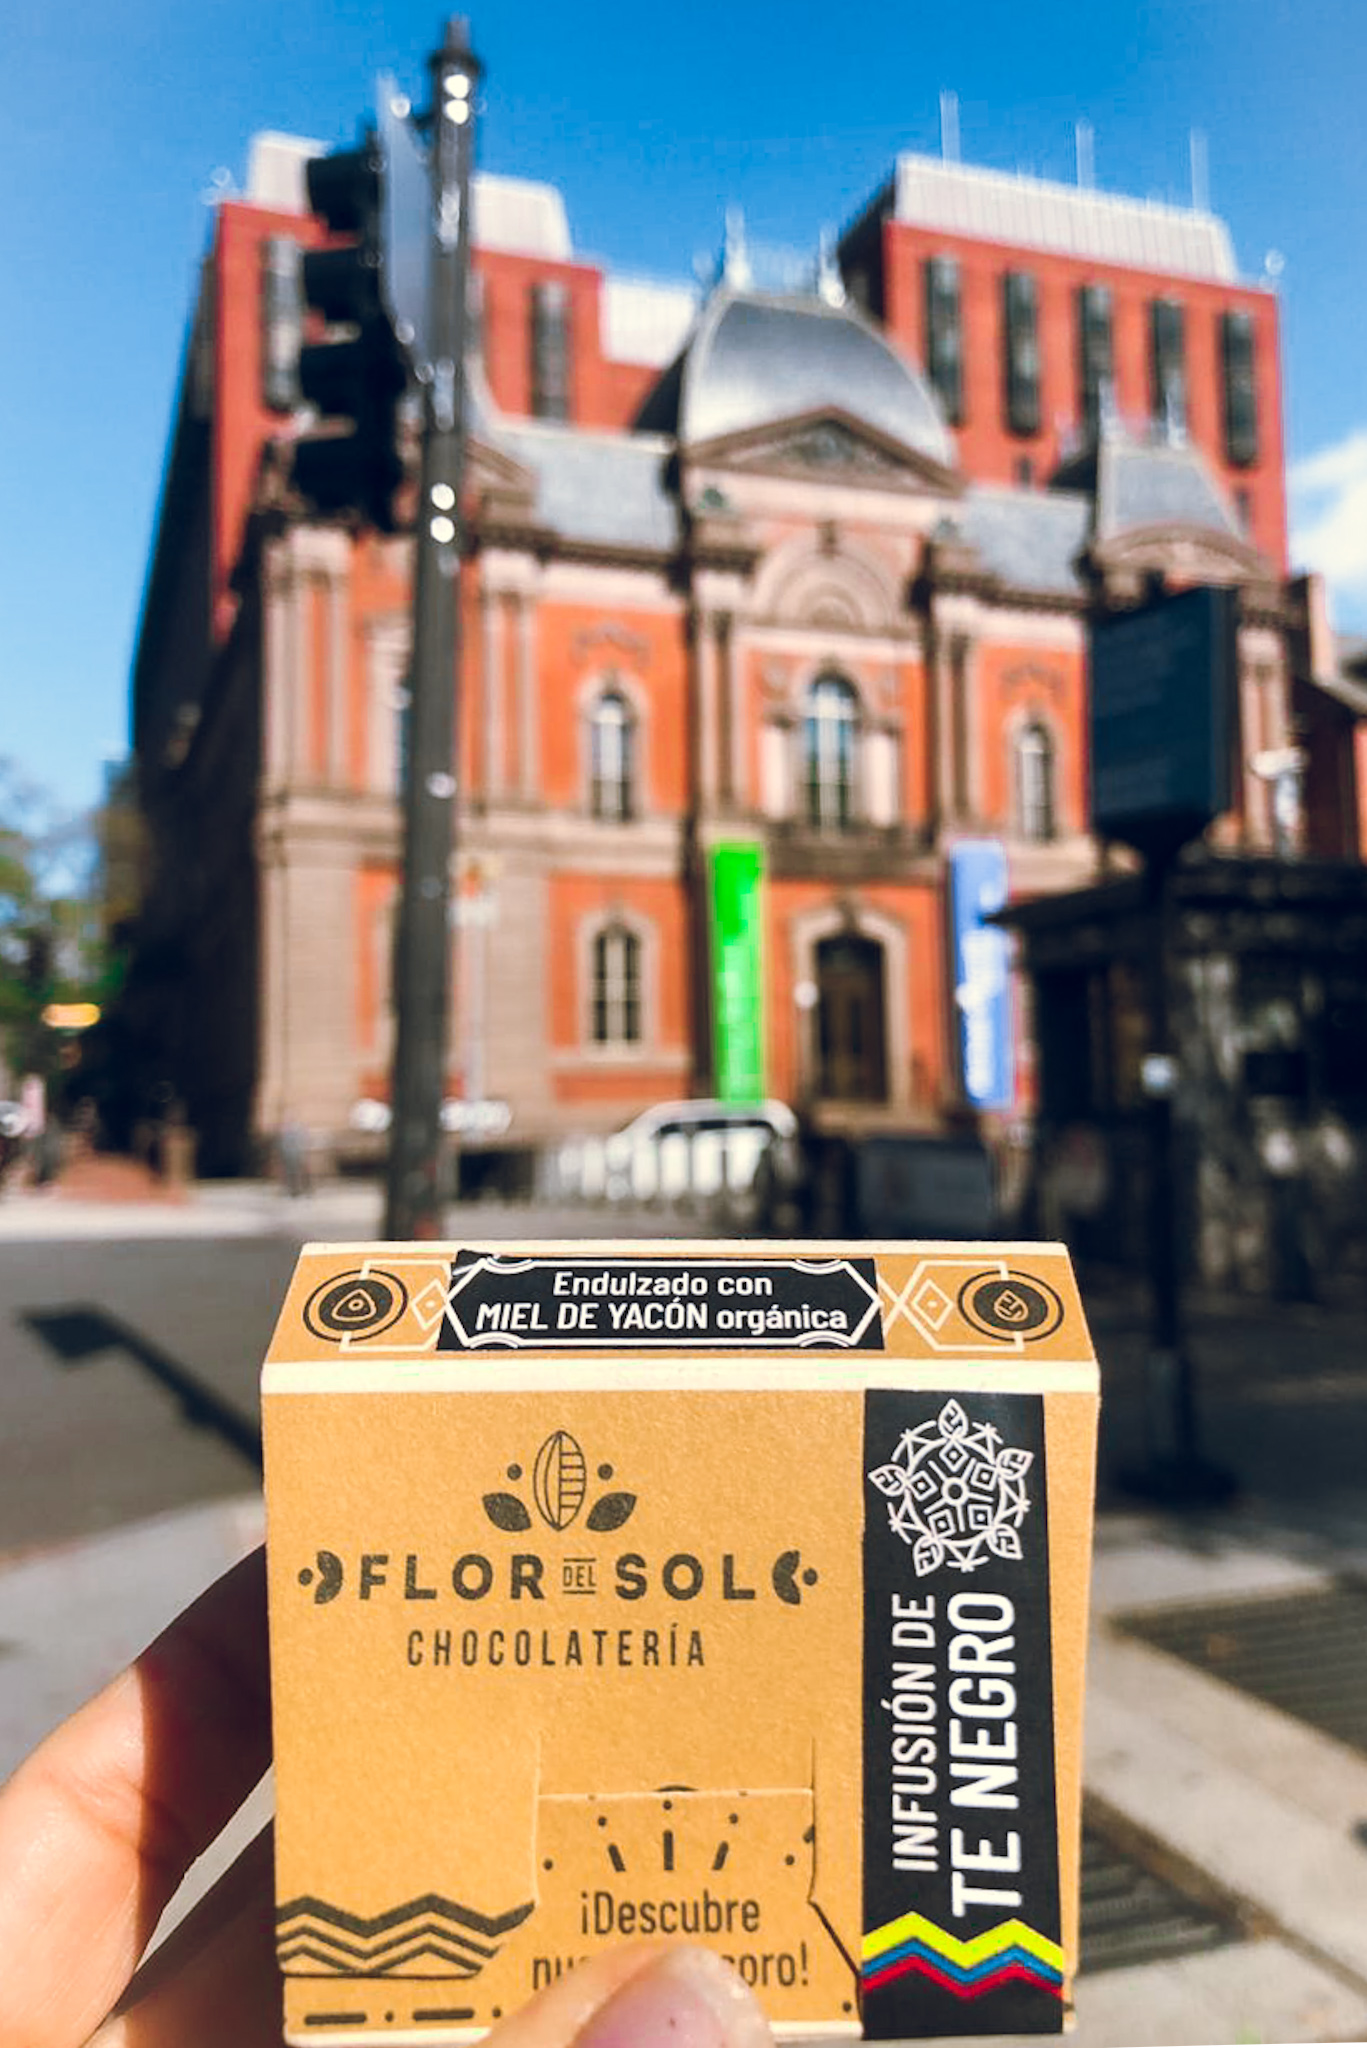 Endulzado con
MIEL DE YACÓN orgánica
FLOR DEL SOL
CHOCOLATERÍA
INFUSIÓN DE
TE NEGRO
¡Descubre